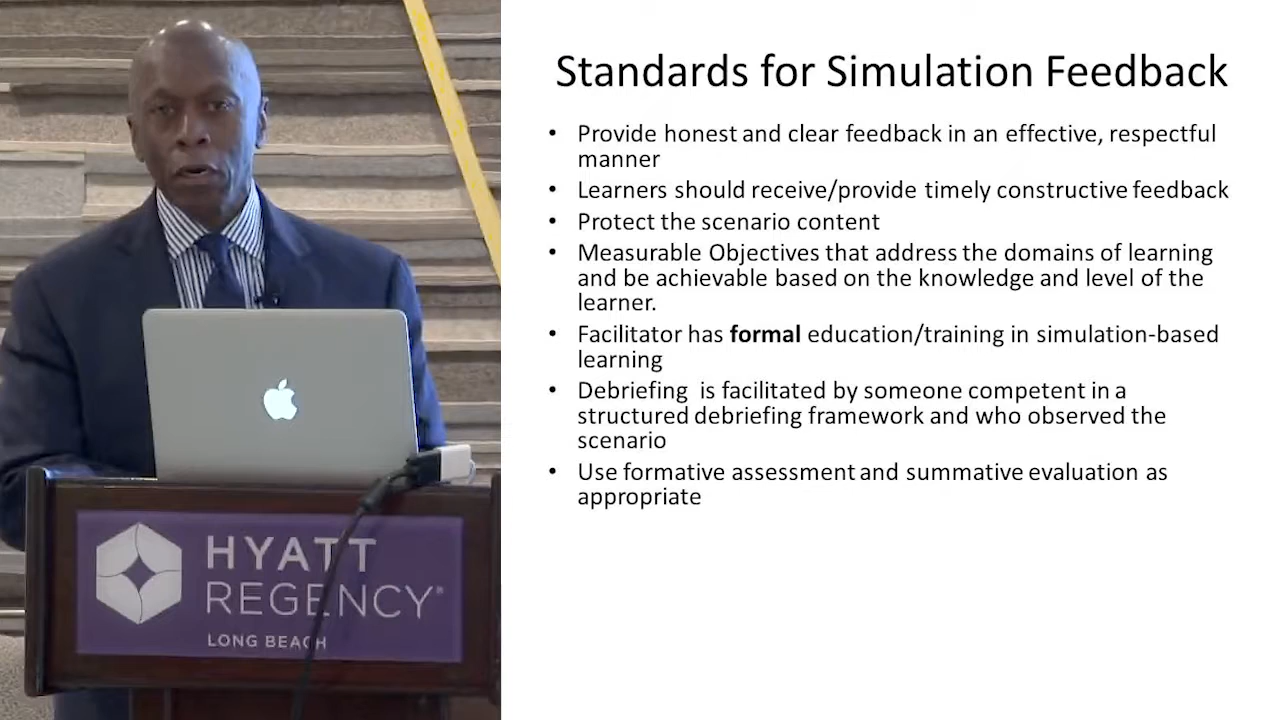 Standards for Simulation Feedback
• Provide honest and clear feedback in an effective, respectful
manner
• Learners should receive/provide timely constructive feedback
• Protect the scenario content
• Measurable Objectives that address the domains of learning
and be achievable based on the knowledge and level of the
learner.
• Facilitator has formal education/training in simulation-based
learning
• Debriefing  is facilitated by someone competent in a
structured debriefing framework and who observed the
scenario
• Use formative assessment and summative evaluation as
appropriate
HYATT
REGENCY®
LONG BEACH